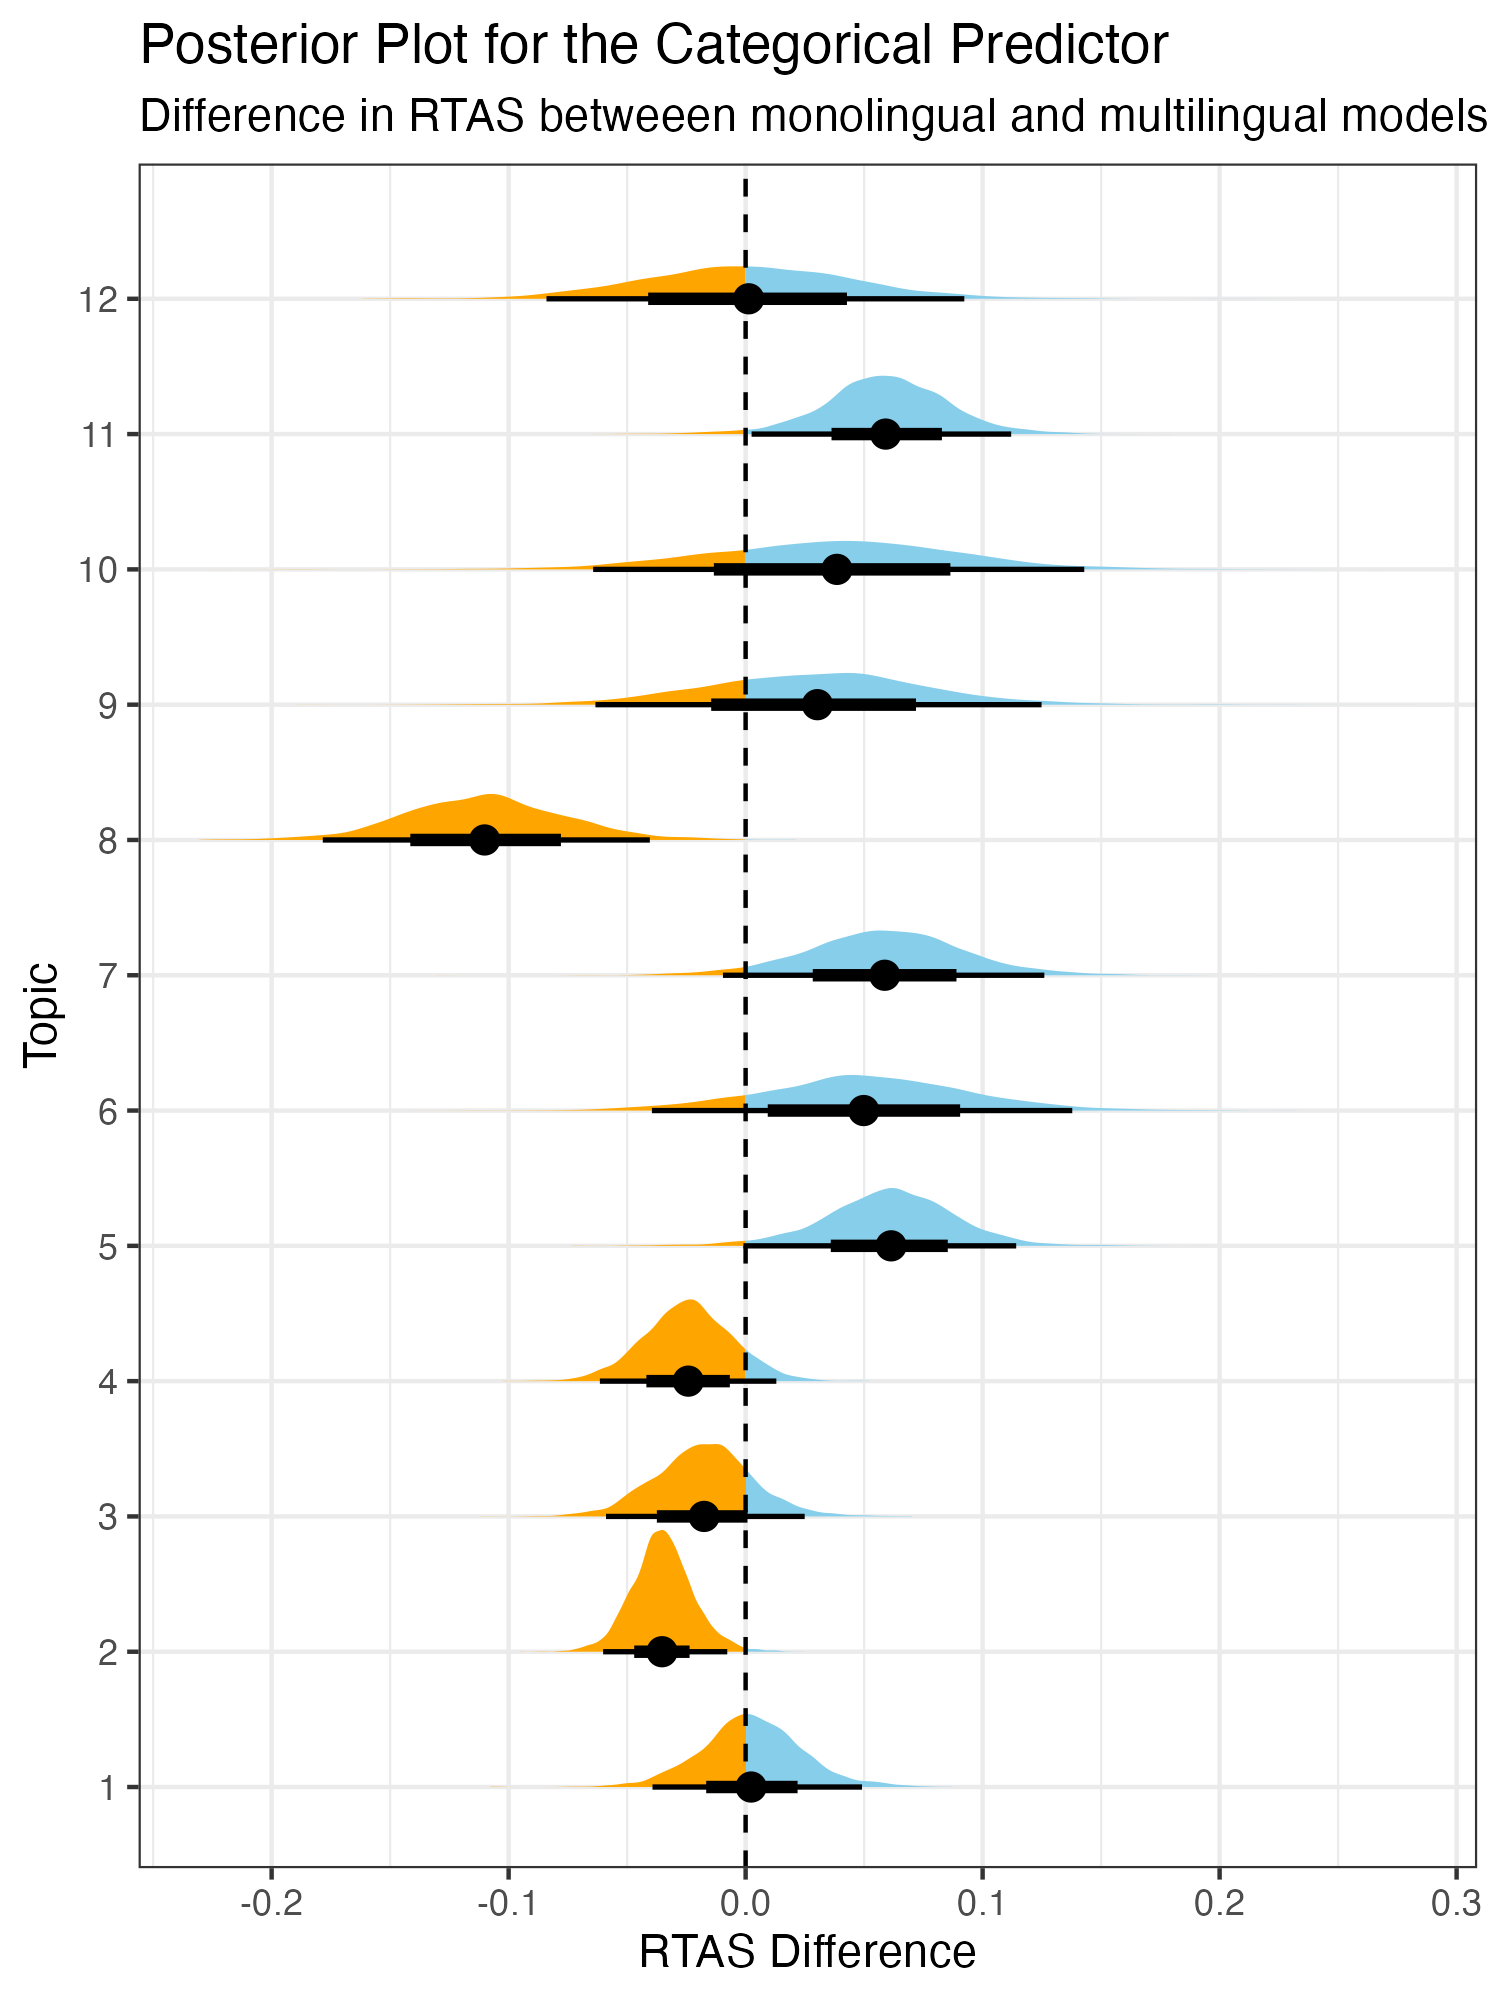 Posterior Plot for the Categorical Predictor
Difference in RTAS betweeen monolingual and multilingual models
12
11
10
9
8
7
6
5
4
3
2
1
Topic
-0.2 -0.1 0.0 0.1 0.2 0.3
RTAS Difference